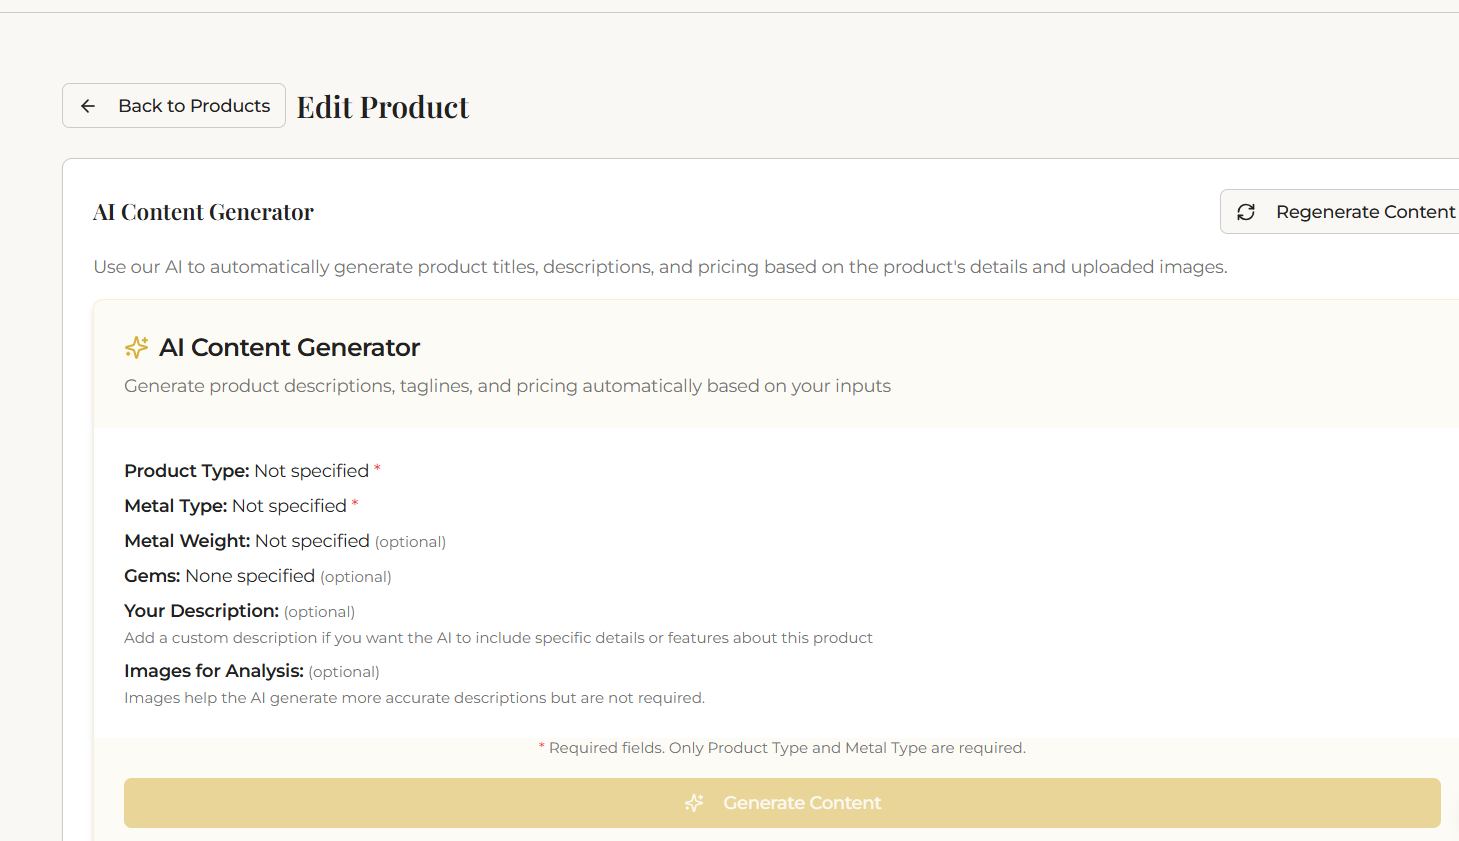 Back to Products
Edit Product
AI Content Generator
Regenerate Content
Use our AI to automatically generate product titles, descriptions, and pricing based on the product's details and uploaded images.
AI Content Generator
Generate product descriptions, taglines, and pricing automatically based on your inputs
Product Type: Not specified *
Metal Type: Not specified *
Metal Weight: Not specified (optional)
Gems: None specified (optional)
Your Description: (optional)
Add a custom description if you want the AI to include specific details or features about this product
Images for Analysis: (optional)
Images help the AI generate more accurate descriptions but are not required.
* Required fields. Only Product Type and Metal Type are required.
Generate Content